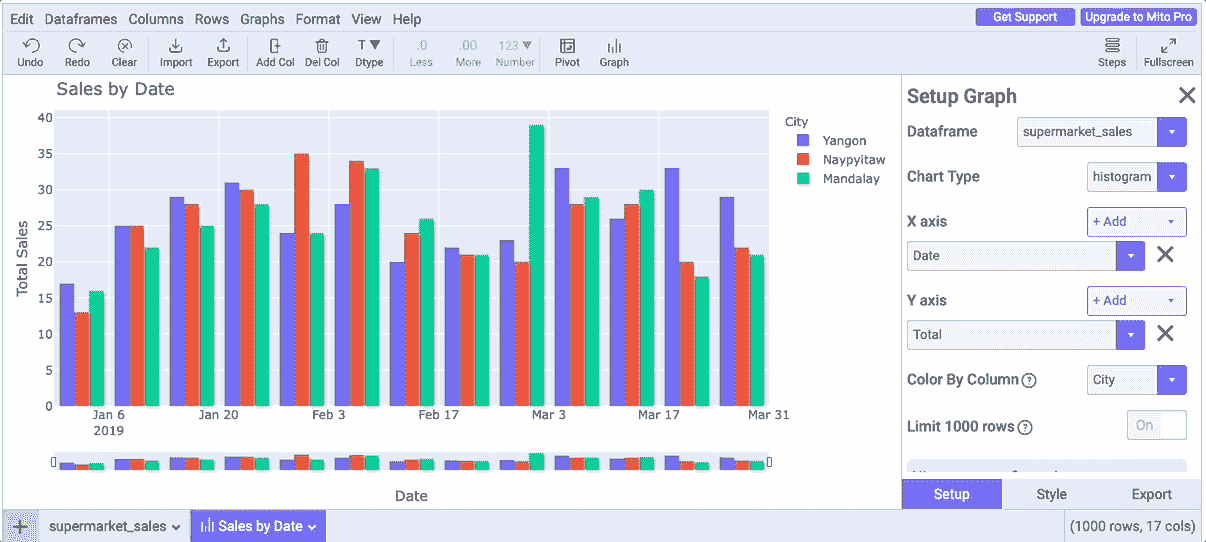 Edit Dataframes Columns Rows Graphs Format View Help Get Support Upgrade to Mito Pro
.0 .00 123
T
Undo Redo Clear Import Export Add Col Del Col Dtype Less More Number Pivot Graph Steps Fullscreen
Sales by Date
40
35
30
25
20
15
10
5
0
Total Sales
Jan 6 Jan 20 Feb 3 Feb 17 Mar 3 Mar 17 Mar 31
2019
Date
City
Yangon
Naypyitaw
Mandalay
Setup Graph
Dataframe supermarket_sales
Chart Type histogram
X axis + Add
Date
Y axis + Add
Total
Color By Column ? City
Limit 1000 rows ? On
Setup Style Export
+ supermarket_sales Sales by Date (1000 rows, 17 cols)